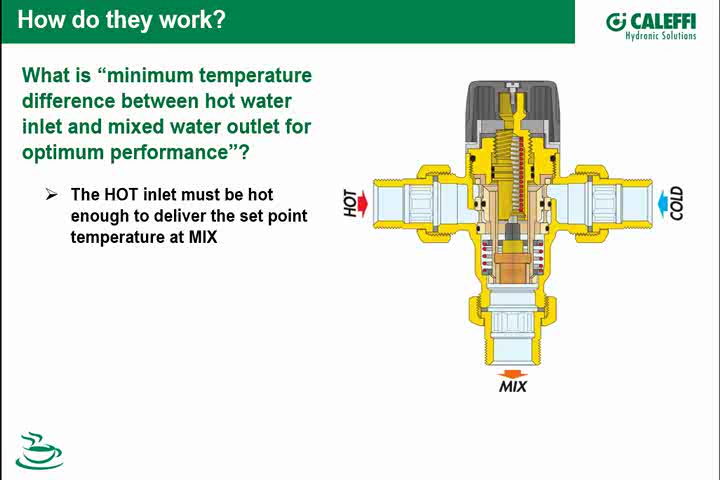 How do they work?
CALEFFI
Hydronic Solutions
What is “minimum temperature
difference between hot water
inlet and mixed water outlet for
optimum performance”?
The HOT inlet must be hot
enough to deliver the set point
temperature at MIX
HOT
COLD
MIX